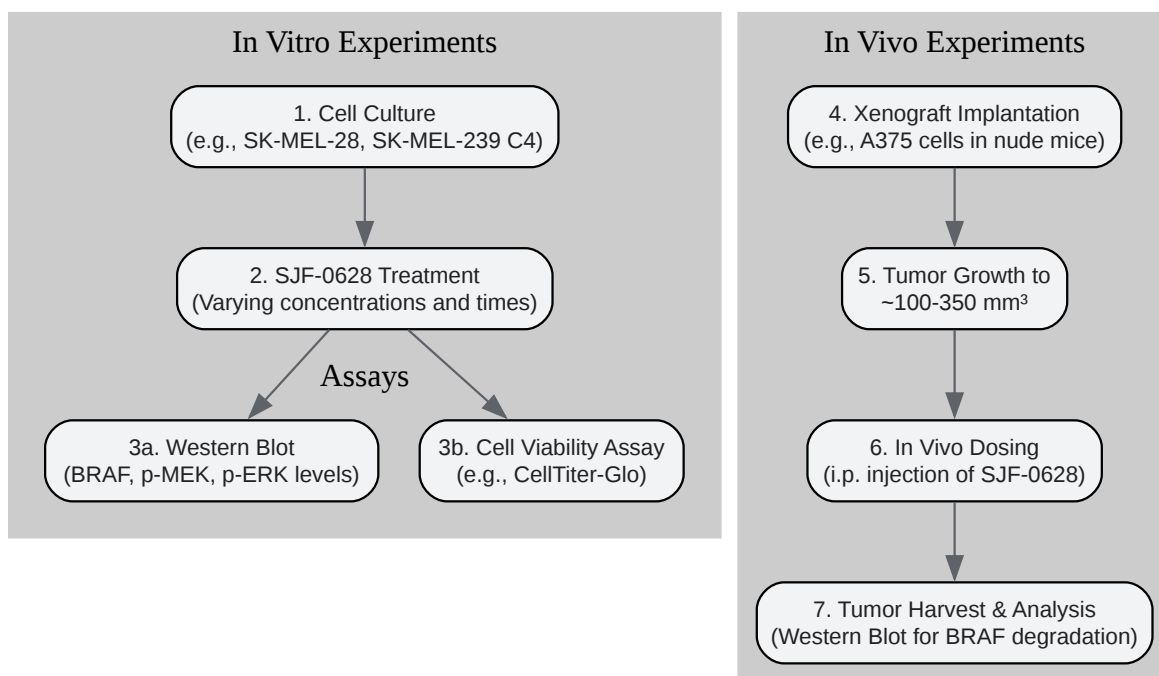 In Vitro Experiments
1. Cell Culture
(e.g., SK-MEL-28, SK-MEL-239 C4)
2. SJF-0628 Treatment
(Varying concentrations and times)
Assays
3a. Western Blot
(BRAF, p-MEK, p-ERK levels)
3b. Cell Viability Assay
(e.g., CellTiter-Glo)
In Vivo Experiments
4. Xenograft Implantation
(e.g., A375 cells in nude mice)
5. Tumor Growth to
~100-350 mm³
6. In Vivo Dosing
(i.p. injection of SJF-0628)
7. Tumor Harvest & Analysis
(Western Blot for BRAF degradation)